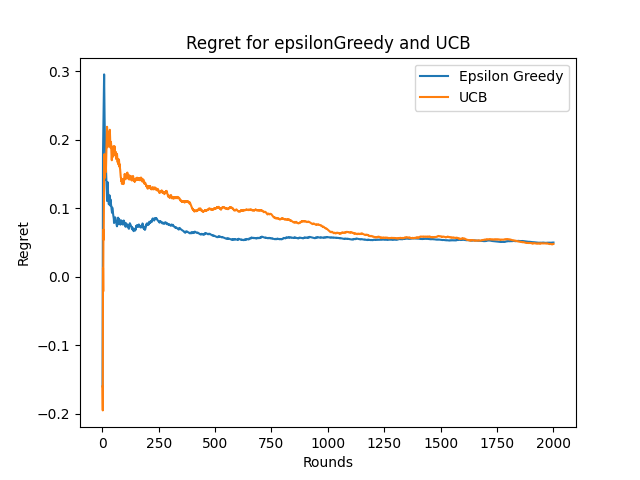 Regret for epsilonGreedy and UCB
Epsilon Greedy
UCB
Regret
0.3
0.2
0.1
0.0
−0.1
−0.2
0 250 500 750 1000 1250 1500 1750 2000
Rounds